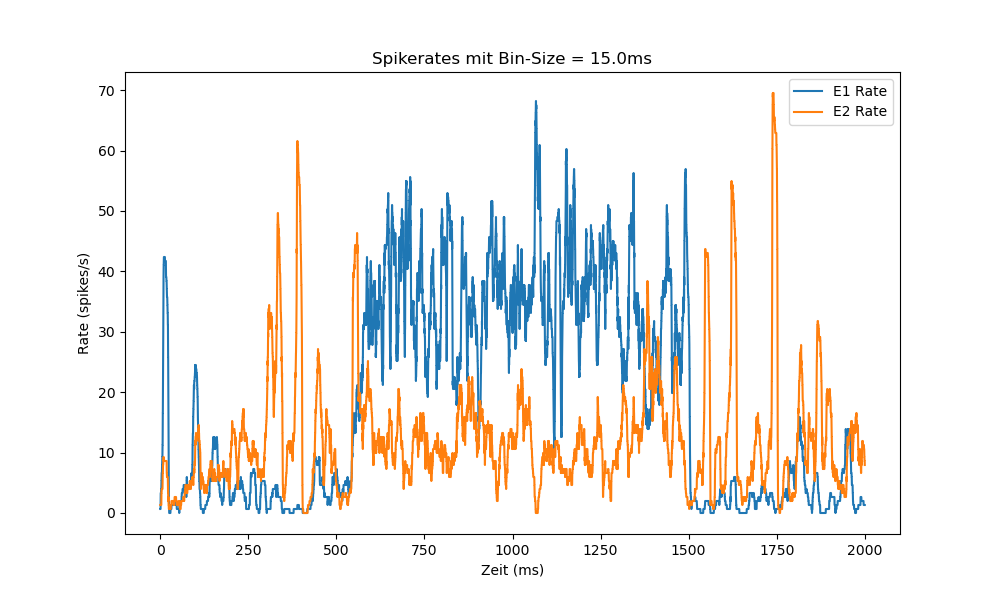 Spikerates mit Bin-Size = 15.0ms
E1 Rate
E2 Rate
Rate (spikes/s)
70
60
50
40
30
20
10
0
0 250 500 750 1000 1250 1500 1750 2000
Zeit (ms)